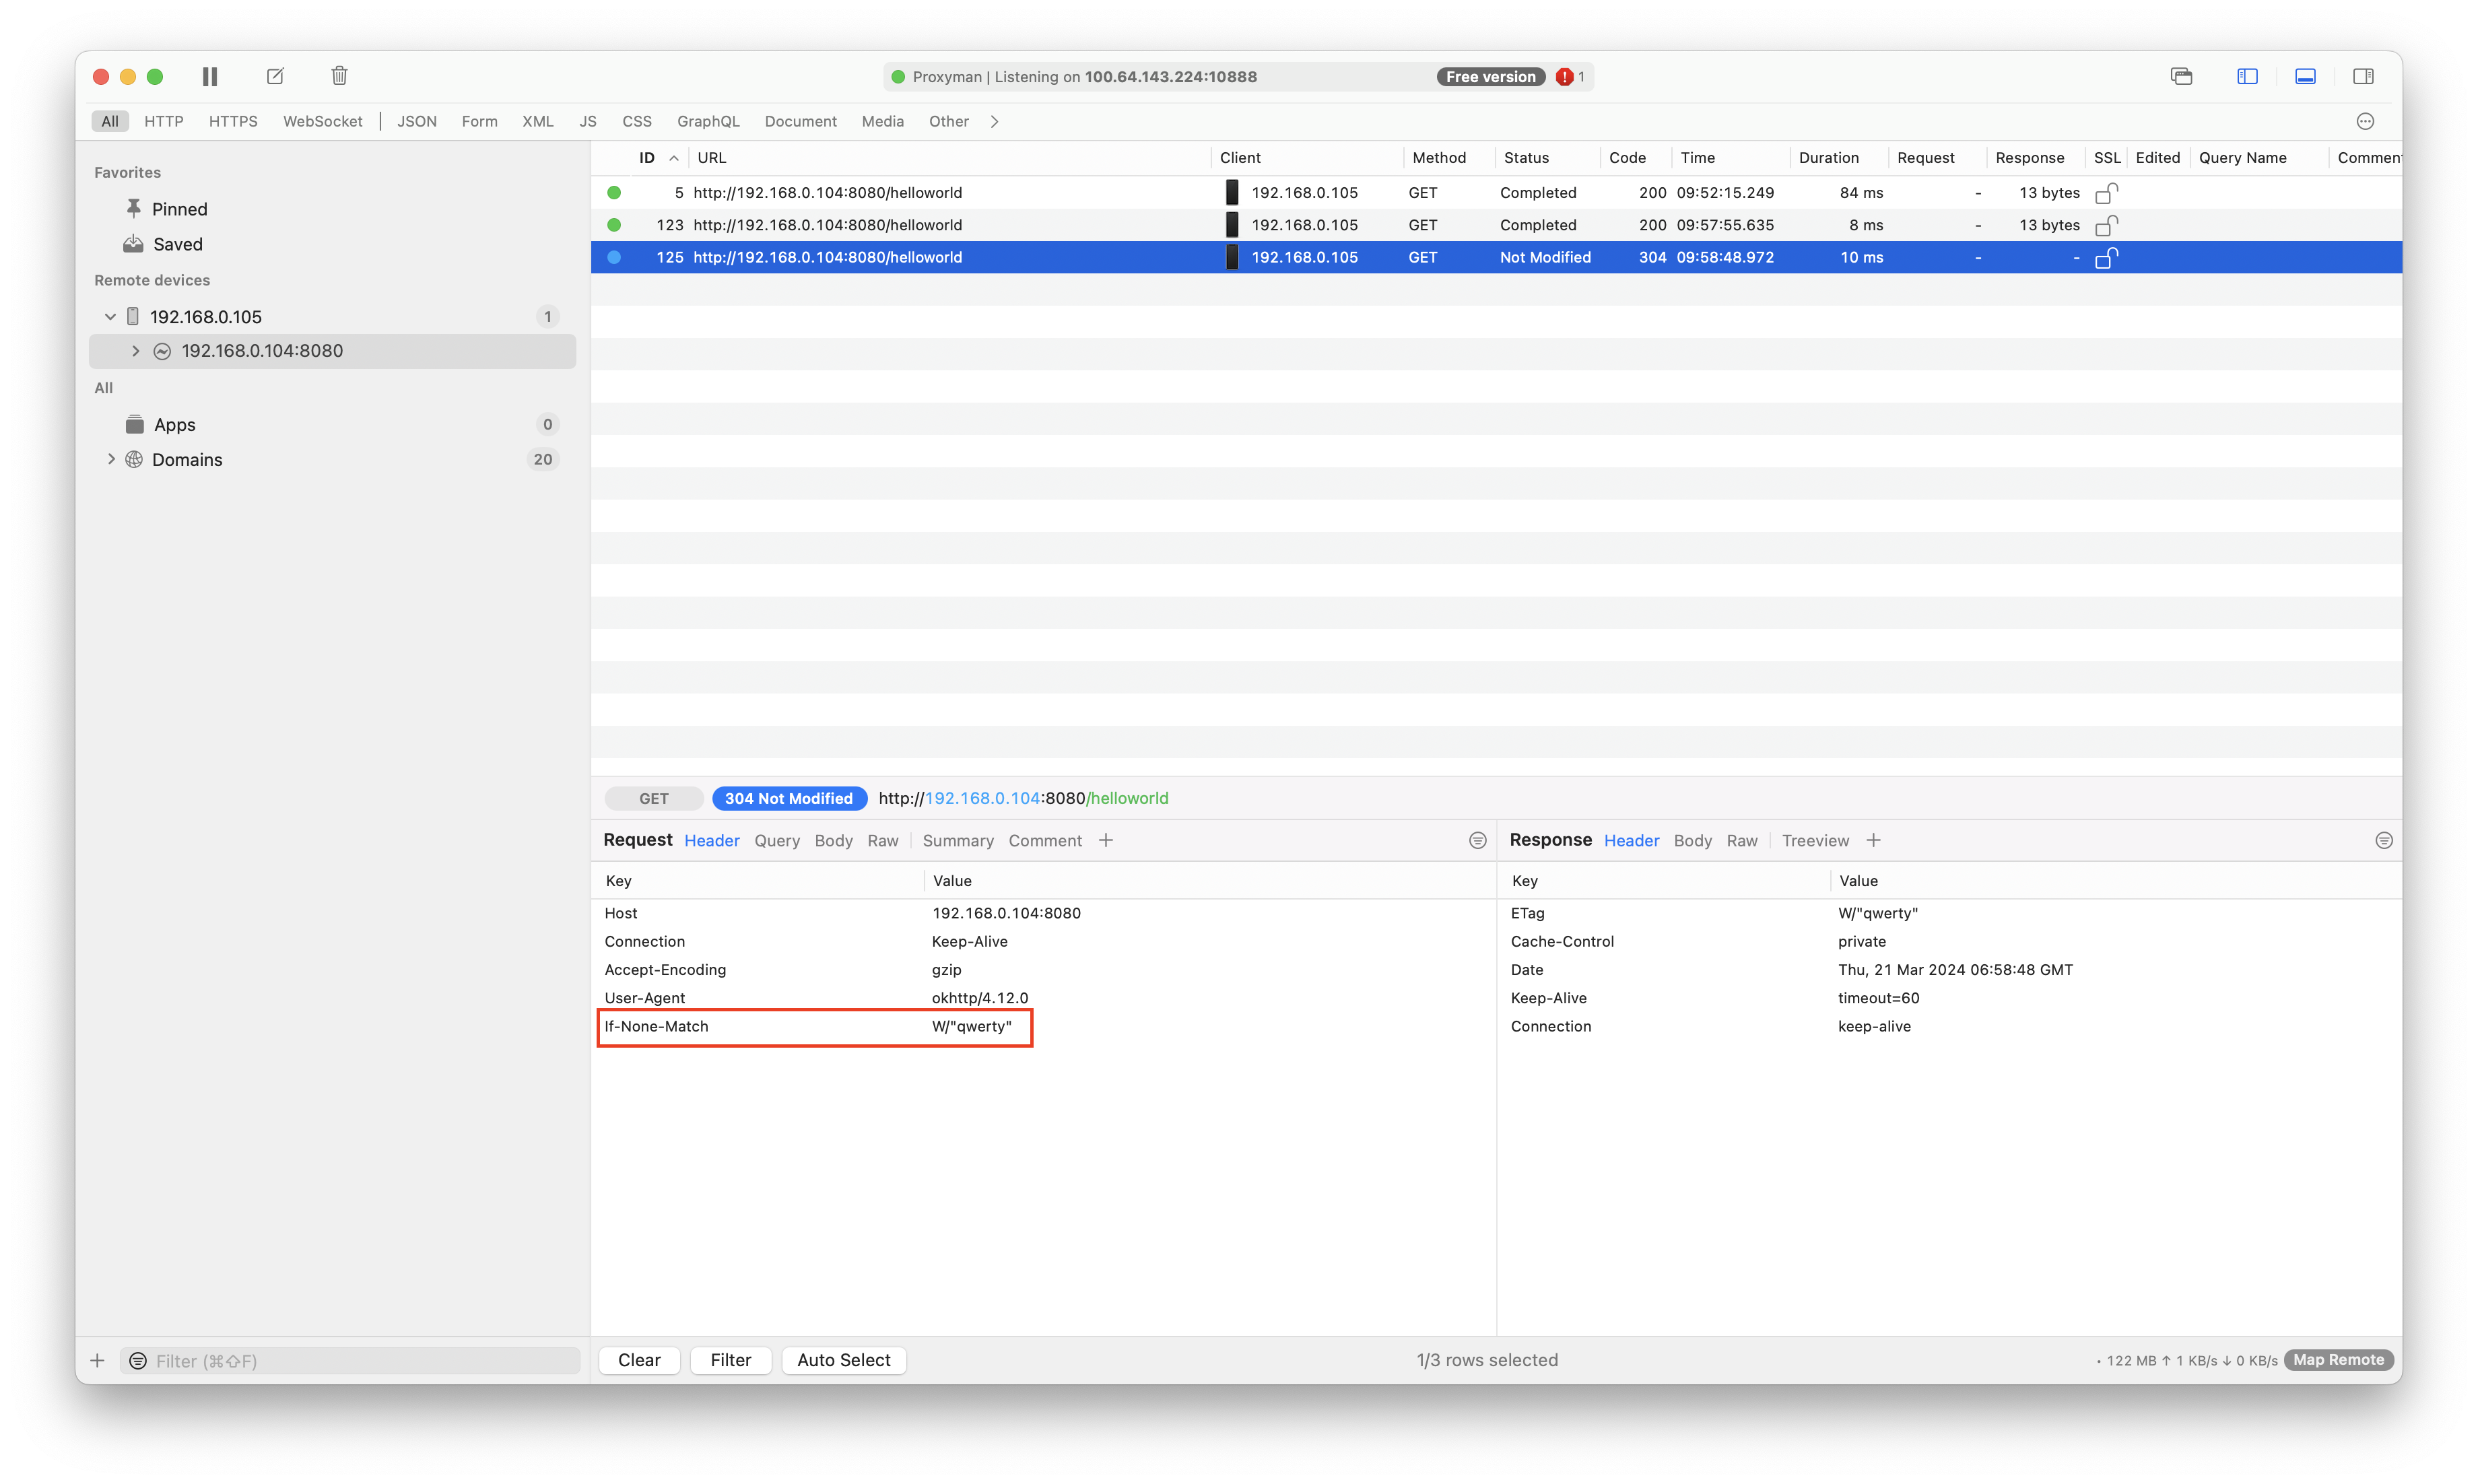 Proxyman | Listening on 100.64.143.224:10888 Free version 1
All HTTP HTTPS WebSocket JSON Form XML JS CSS GraphQL Document Media Other
Favorites
Pinned
Saved
Remote devices
192.168.0.105 1
192.168.0.104:8080
All
Apps 0
Domains 20
ID URL Client Method Status Code Time Duration Request Response SSL Edited Query Name Commen
5 http://192.168.0.104:8080/helloworld 192.168.0.105 GET Completed 200 09:52:15.249 84 ms - 13 bytes
123 http://192.168.0.104:8080/helloworld 192.168.0.105 GET Completed 200 09:57:55.635 8 ms - 13 bytes
125 http://192.168.0.104:8080/helloworld 192.168.0.105 GET Not Modified 304 09:58:48.972 10 ms - -
GET 304 Not Modified http://192.168.0.104:8080/helloworld
Request Header Query Body Raw Summary Comment +
Key Value
Host 192.168.0.104:8080
Connection Keep-Alive
Accept-Encoding gzip
User-Agent okhttp/4.12.0
If-None-Match W/"qwerty"
Response Header Body Raw Treeview +
Key Value
ETag W/"qwerty"
Cache-Control private
Date Thu, 21 Mar 2024 06:58:48 GMT
Keep-Alive timeout=60
Connection keep-alive
+ Filter (⌘⇧F)
Clear Filter Auto Select 1/3 rows selected • 122 MB ↑ 1 KB/s ↓ 0 KB/s Map Remote